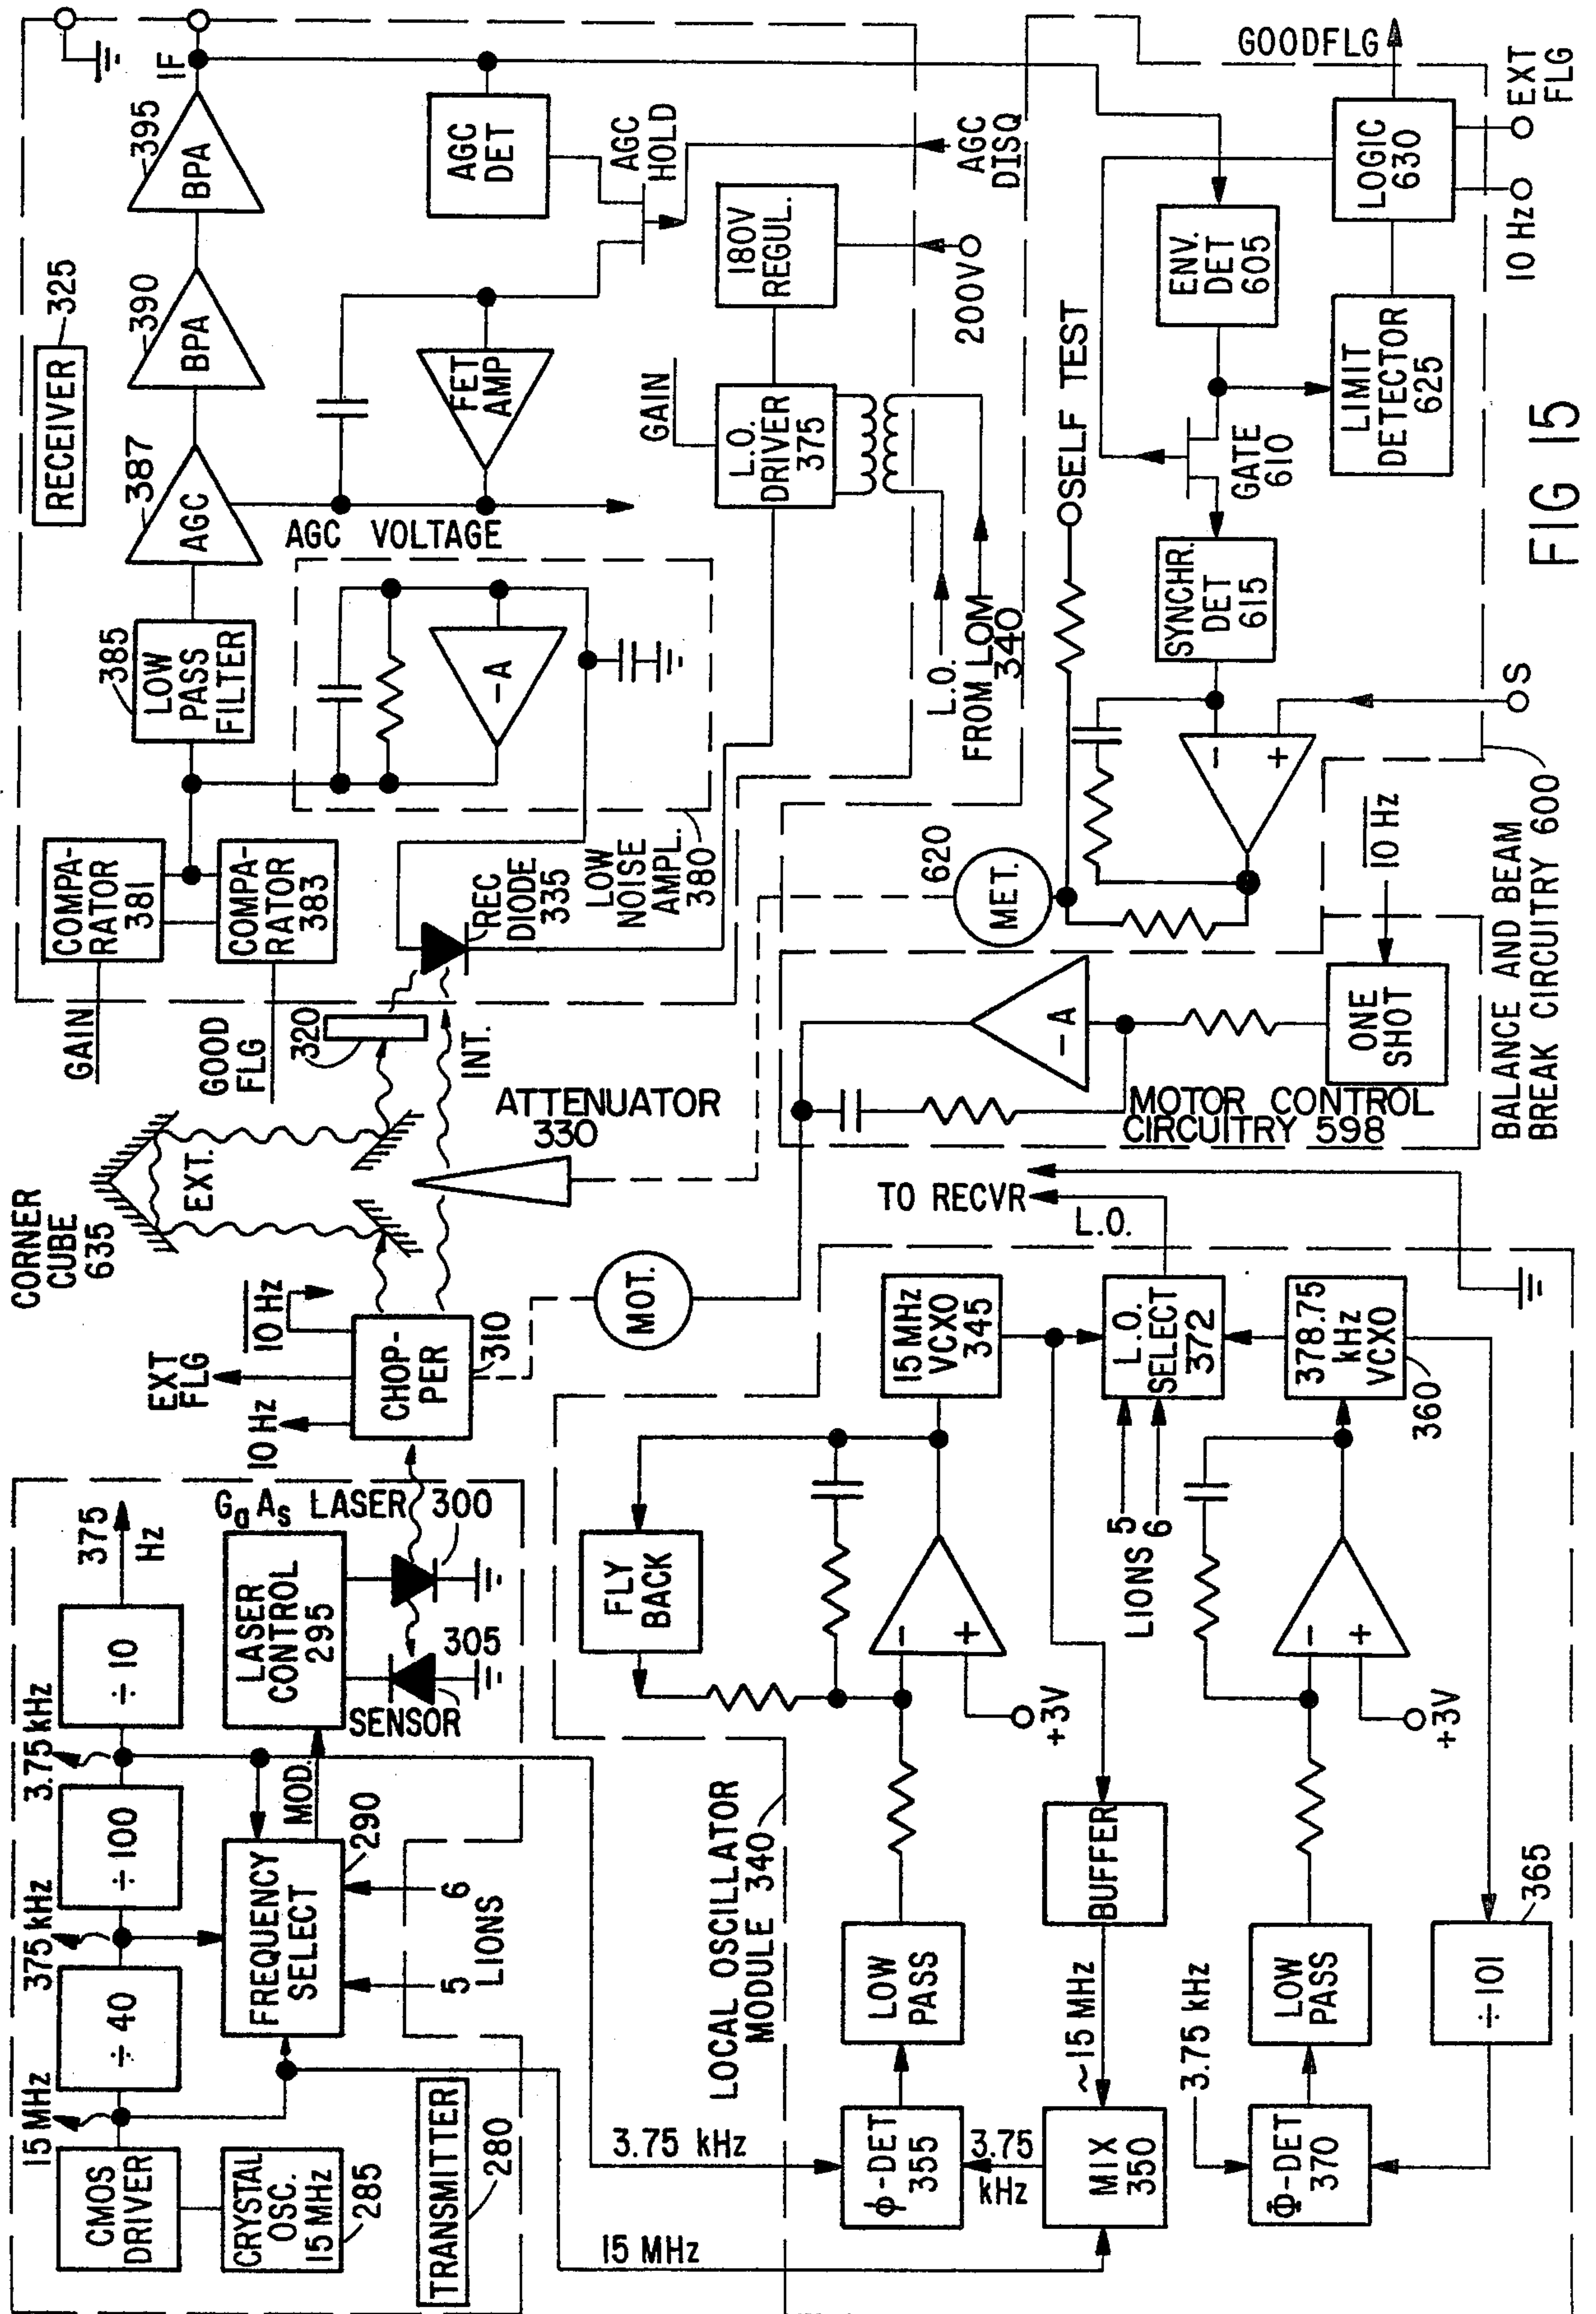 15 MHz
375 kHz
3.75 kHz
375
Hz
CMOS
DRIVER
÷ 40
÷ 100
÷ 10
CRYSTAL
OSC.
15 MHz
285
FREQUENCY
SELECT
290
MOD.
LASER
CONTROL
295
GaAs LASER 300
SENSOR
305
5
6
LIONS
TRANSMITTER
280
10 Hz
EXT
FLG
10 Hz
CHOP-
PER
310
CORNER
CUBE
635
EXT.
INT.
320
ATTENUATOR
330
MOT.
GAIN
GOOD
FLG
COMPA-
RATOR
381
COMPA-
RATOR
383
REC
DIODE
335
LOW
NOISE
AMPL.
380
385
LOW
PASS
FILTER
-A
387
AGC
390
BPA
395
BPA
IF
RECEIVER
325
AGC VOLTAGE
FET
AMP
AGC
DET
AGC
HOLD
AGC
DISQ
GAIN
L.O.
DRIVER
375
180V
REGUL.
200V
L.O.
FROM LOM
340
LOCAL OSCILLATOR
MODULE 340
3.75 kHz
15 MHz
ϕ-DET
355
3.75
kHz
MIX
350
LOW
PASS
~15 MHz
BUFFER
+3V
FLY
BACK
-
+
15 MHz
VCXO
345
L.O.
SELECT
372
5
6
LIONS
L.O.
TO RECVR
378.75
kHz
VCXO
360
3.75 kHz
Φ-DET
370
LOW
PASS
÷ 101
365
-
+
+3V
MOTOR CONTROL
CIRCUITRY 598
-A
ONE
SHOT
10 Hz
620
MET.
SELF TEST
-
+
S
SYNCHR.
DET
615
GATE
610
ENV.
DET
605
LIMIT
DETECTOR
625
LOGIC
630
GOODFLG
10 Hz
EXT
FLG
BALANCE AND BEAM
BREAK CIRCUITRY 600
FIG 15